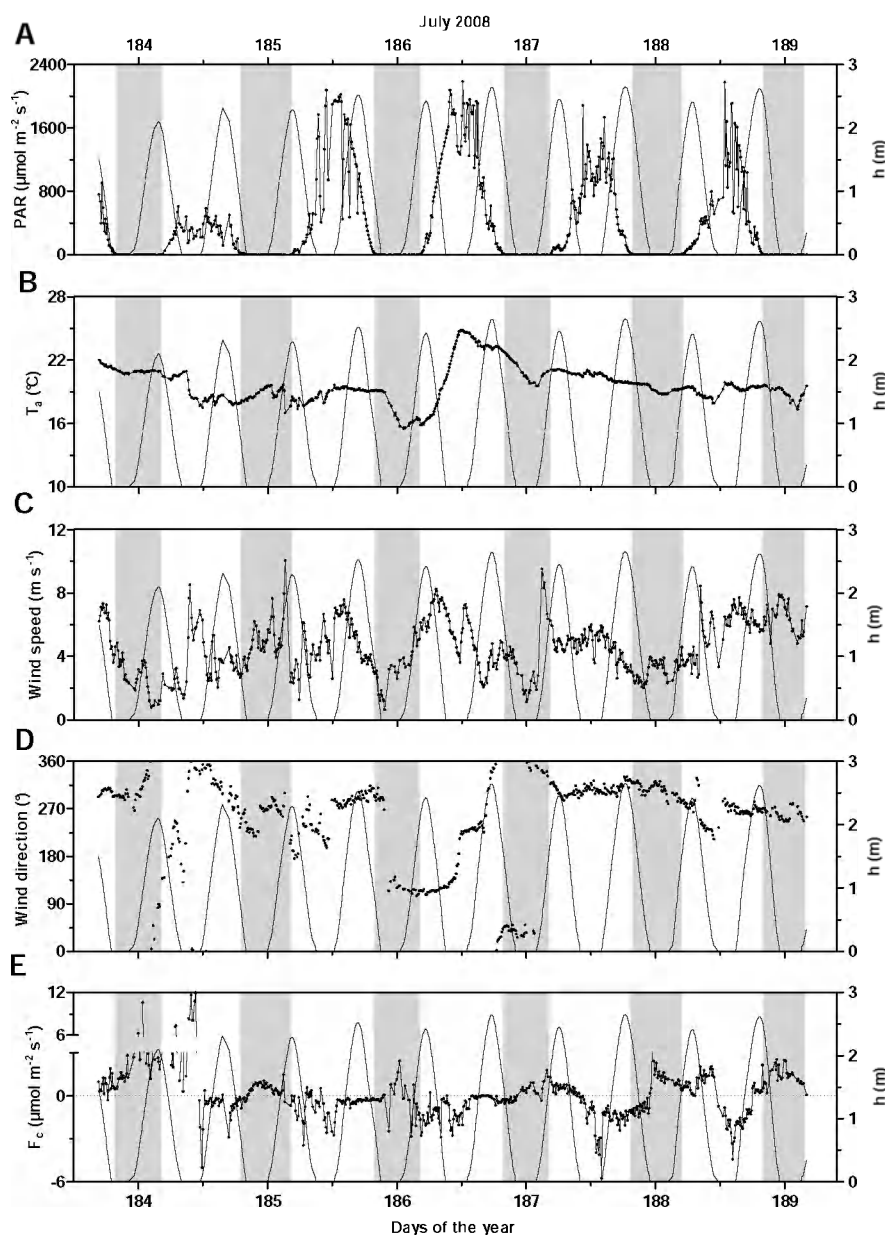 July 2008
A
184 185 186 187 188 189
2400
1600
800
0
PAR (μmol m⁻² s⁻¹)
3
2
1
0
h (m)
B
28
22
16
10
Tₐ (°C)
3
2
1
0
h (m)
C
12
8
4
0
Wind speed (m s⁻¹)
3
2
1
0
h (m)
D
360
270
180
90
0
Wind direction (°)
3
2
1
0
h (m)
E
12
6
0
-6
F꜀ (μmol m⁻² s⁻¹)
3
2
1
0
h (m)
184 185 186 187 188 189
Days of the year